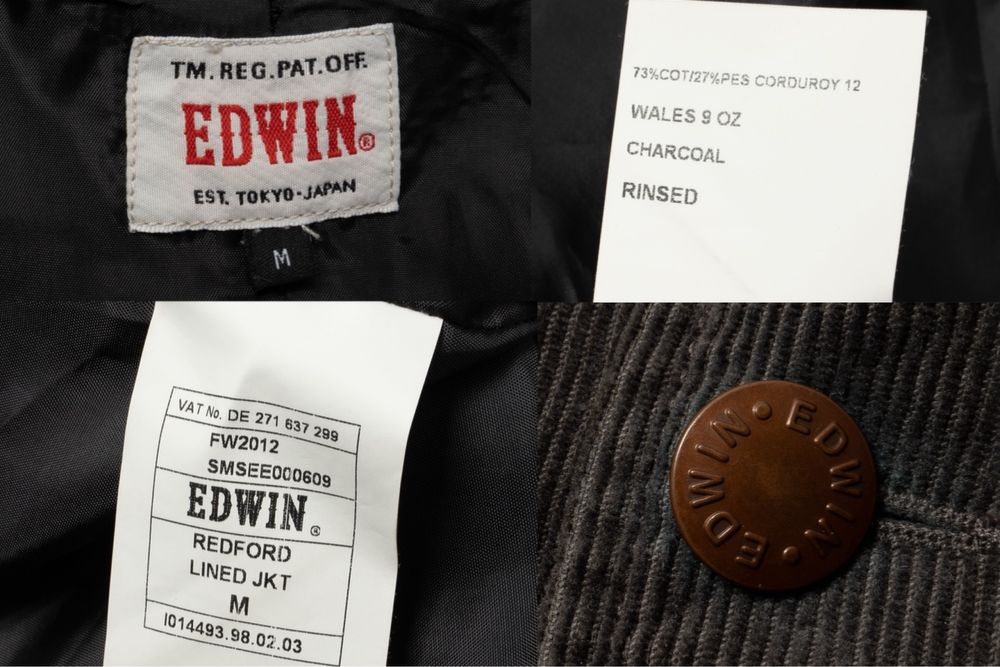 TM.REG.PAT.OFF.
EDWIN®
EST. TOKYO-JAPAN
M
73%COT/27%PES CORDUROY 12
WALES 9 OZ
CHARCOAL
RINSED
VAT No. DE 271 637 299
FW2012
SMSEE000609
EDWIN®
REDFORD
LINED JKT
M
I014493.98.02.03
EDWIN • EDWIN •